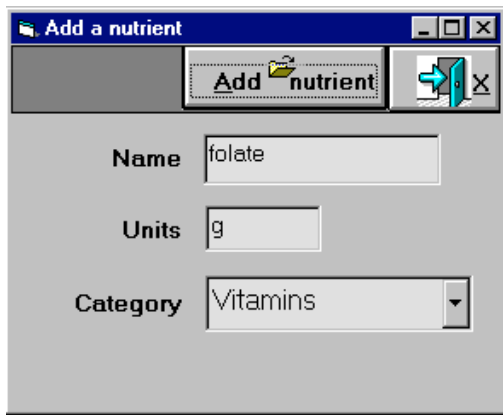 Add a nutrient
Add nutrient
X
Name folate
Units g
Category Vitamins